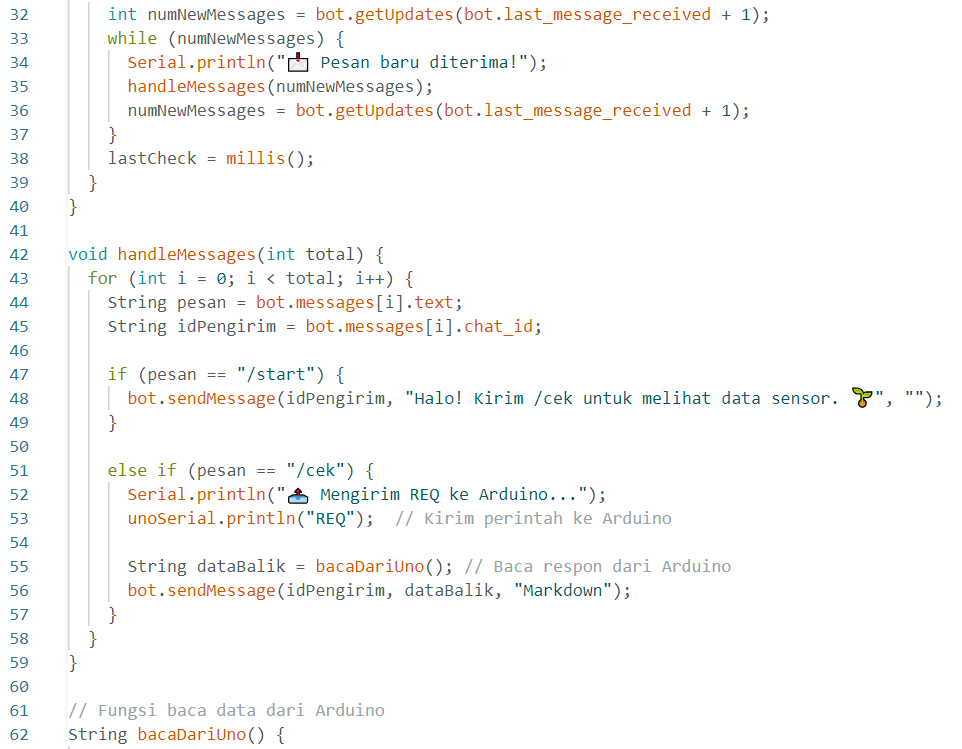 32 int numNewMessages = bot.getUpdates(bot.last_message_received + 1);
33 while (numNewMessages) {
34 Serial.println("📩 Pesan baru diterima!");
35 handleMessages(numNewMessages);
36 numNewMessages = bot.getUpdates(bot.last_message_received + 1);
37 }
38 lastCheck = millis();
39 }
40 }
41
42 void handleMessages(int total) {
43 for (int i = 0; i < total; i++) {
44 String pesan = bot.messages[i].text;
45 String idPengirim = bot.messages[i].chat_id;
46
47 if (pesan == "/start") {
48 bot.sendMessage(idPengirim, "Halo! Kirim /cek untuk melihat data sensor. 🌱", "");
49 }
50
51 else if (pesan == "/cek") {
52 Serial.println("📤 Mengirim REQ ke Arduino...");
53 unoSerial.println("REQ"); // Kirim perintah ke Arduino
54
55 String dataBalik = bacaDariUno(); // Baca respon dari Arduino
56 bot.sendMessage(idPengirim, dataBalik, "Markdown");
57 }
58 }
59 }
60
61 // Fungsi baca data dari Arduino
62 String bacaDariUno() {